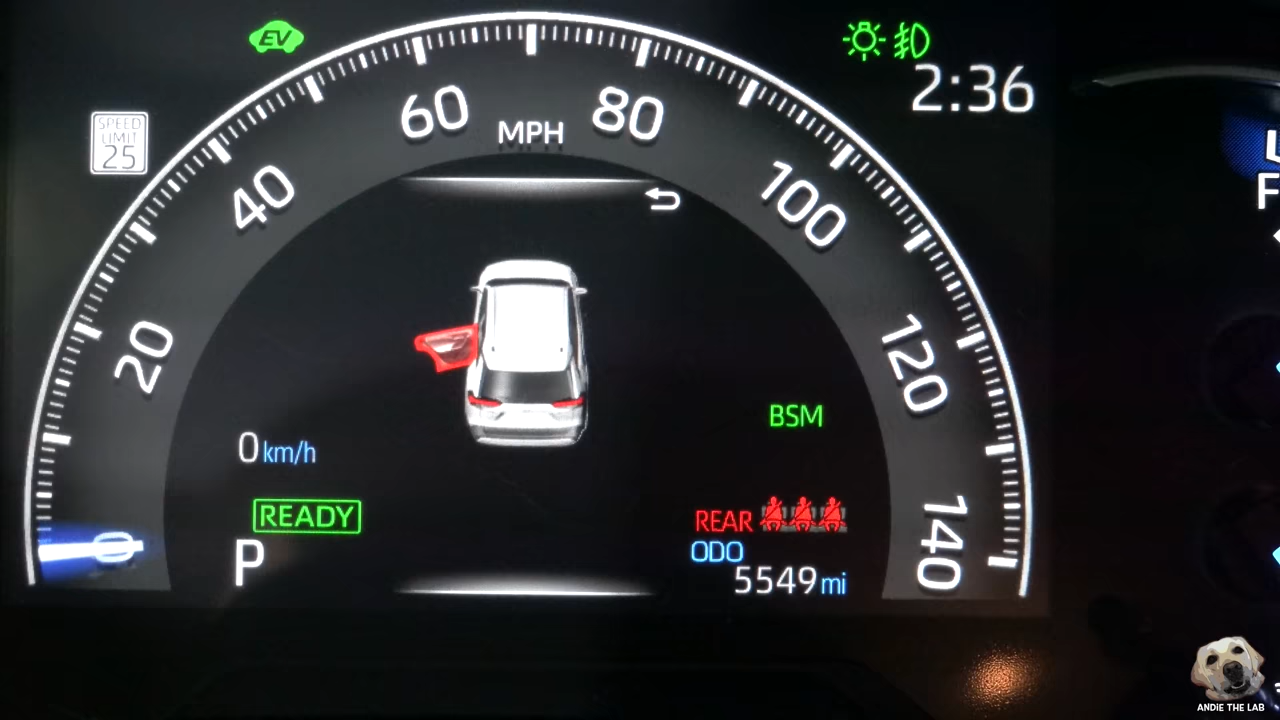 EV
2:36
SPEED
LIMIT
25
60
80
MPH
40
100
20
120
BSM
0 km/h
READY
REAR
140
ODO
P
5549 mi
0
F
ANDIE THE LAB